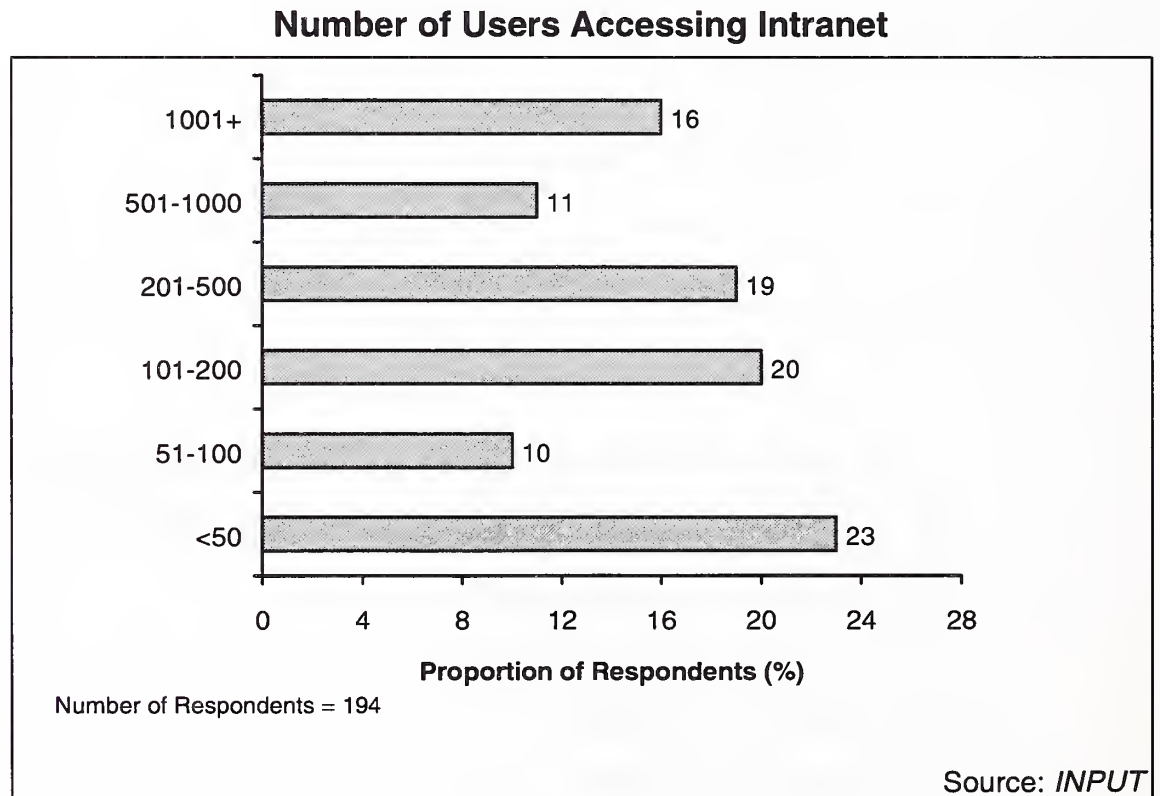 Number of Users Accessing Intranet
1001+ 16
501-1000 11
201-500 19
101-200 20
51-100 10
<50 23
0 4 8 12 16 20 24 28
Proportion of Respondents (%)
Number of Respondents = 194
Source: INPUT